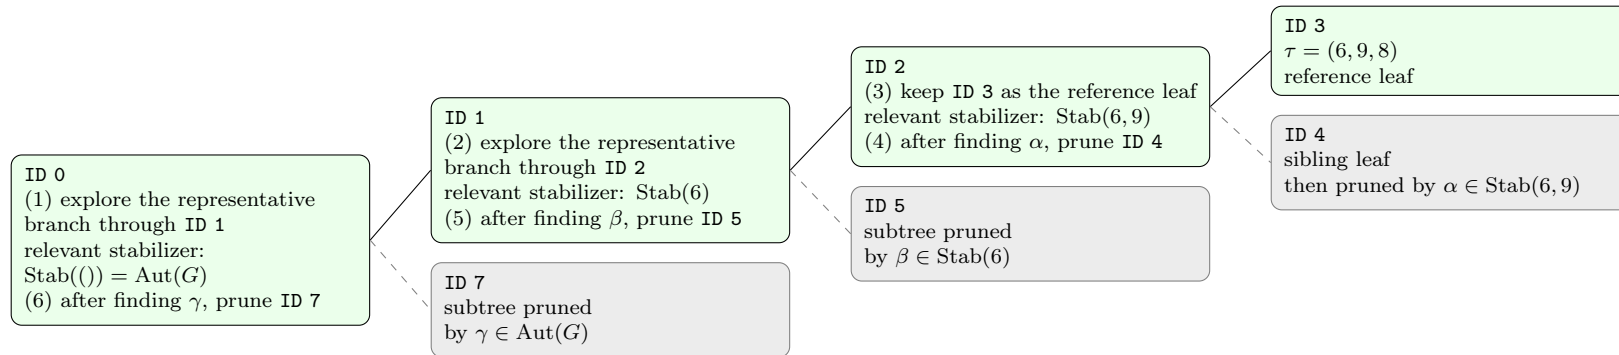 ID 0
(1) explore the representative
branch through ID 1
relevant stabilizer:
Stab(()) = Aut(G)
(6) after finding γ, prune ID 7
ID 1
(2) explore the representative
branch through ID 2
relevant stabilizer: Stab(6)
(5) after finding β, prune ID 5
ID 7
subtree pruned
by γ ∈ Aut(G)
ID 2
(3) keep ID 3 as the reference leaf
relevant stabilizer: Stab(6, 9)
(4) after finding α, prune ID 4
ID 5
subtree pruned
by β ∈ Stab(6)
ID 3
τ = (6, 9, 8)
reference leaf
ID 4
sibling leaf
then pruned by α ∈ Stab(6, 9)